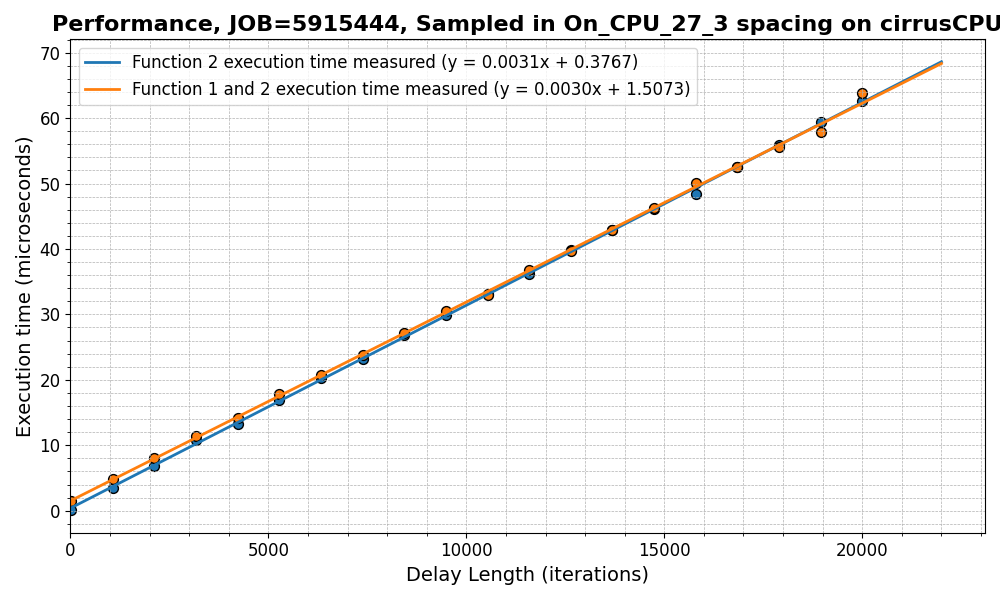 Performance, JOB=5915444, Sampled in On_CPU_27_3 spacing on cirrusCPU
Function 2 execution time measured (y = 0.0031x + 0.3767)
Function 1 and 2 execution time measured (y = 0.0030x + 1.5073)
Execution time (microseconds)
70
60
50
40
30
20
10
0
0 5000 10000 15000 20000
Delay Length (iterations)